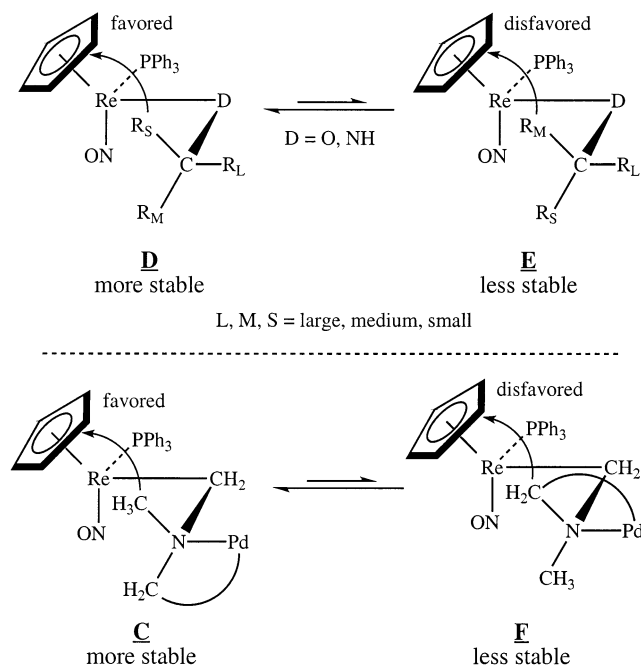 favored
disfavored
PPh3
PPh3
Re
D
Re
D
RS
RM
D = O, NH
ON
C
RL
ON
C
RL
RM
RS
D
E
more stable
less stable
L, M, S = large, medium, small
favored
disfavored
PPh3
PPh3
Re
CH2
Re
CH2
H3C
H2C
ON
N
Pd
ON
N
Pd
H2C
CH3
C
F
more stable
less stable